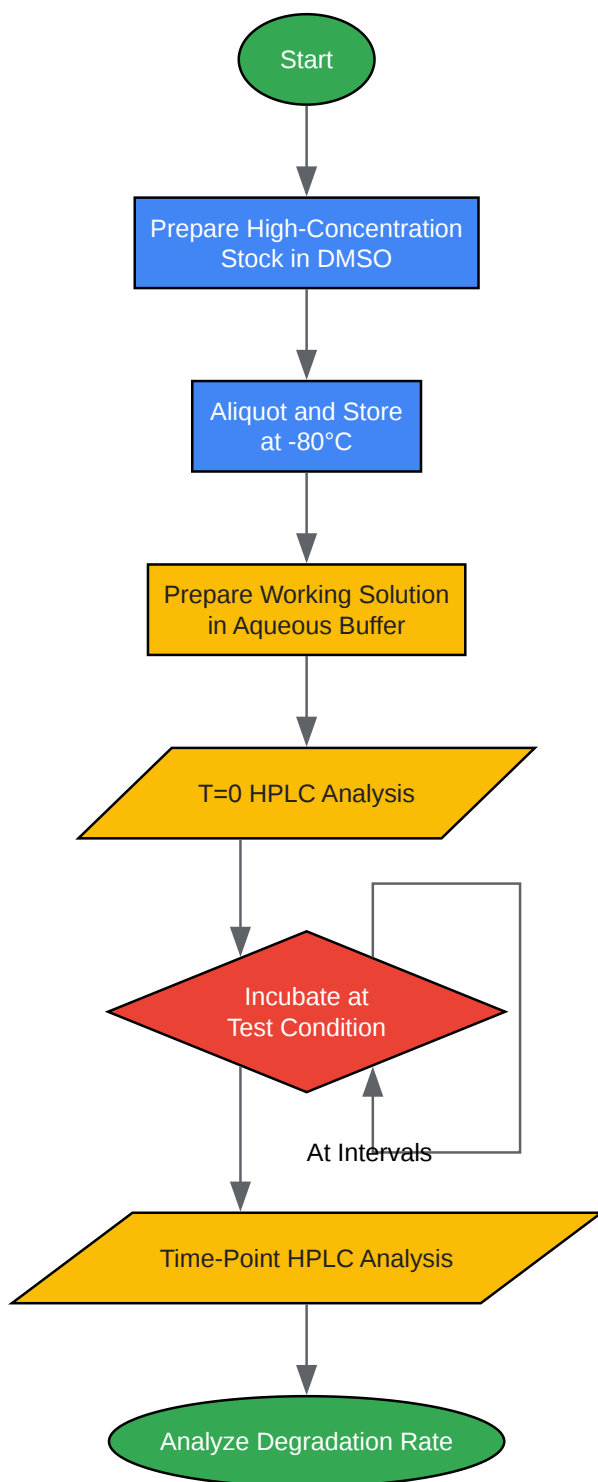 Start
Prepare High-Concentration
Stock in DMSO
Aliquot and Store
at -80°C
Prepare Working Solution
in Aqueous Buffer
T=0 HPLC Analysis
Incubate at
Test Condition
At Intervals
Time-Point HPLC Analysis
Analyze Degradation Rate